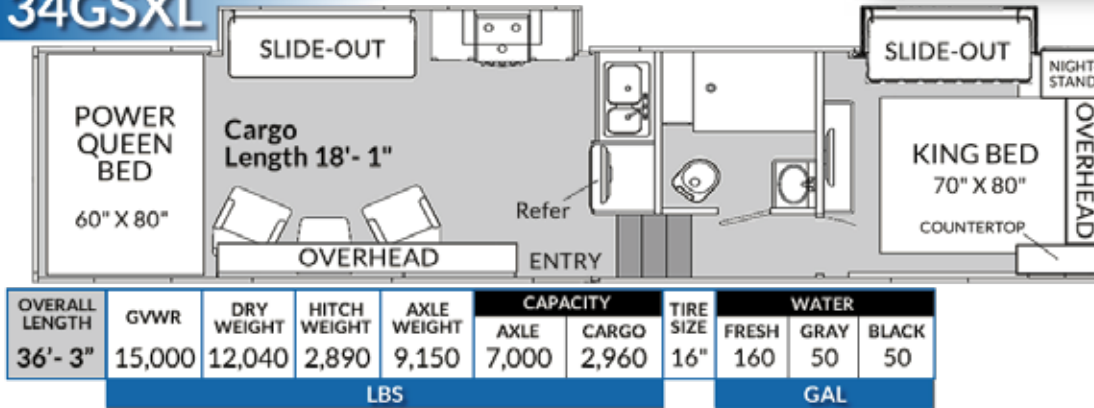 34GSXL
SLIDE-OUT
SLIDE-OUT
NIGHT
STAND
POWER
QUEEN
BED
60" X 80"
Cargo
Length 18'- 1"
Refer
KING BED
70" X 80"
COUNTERTOP
OVERHEAD
OVERHEAD
ENTRY
OVERALL
LENGTH
GVWR
DRY
WEIGHT
HITCH
WEIGHT
AXLE
WEIGHT
CAPACITY
AXLE
CARGO
TIRE
SIZE
WATER
FRESH
GRAY
BLACK
36'- 3”
15,000
12,040
2,890
9,150
7,000
2,960
16"
160
50
50
LBS
GAL